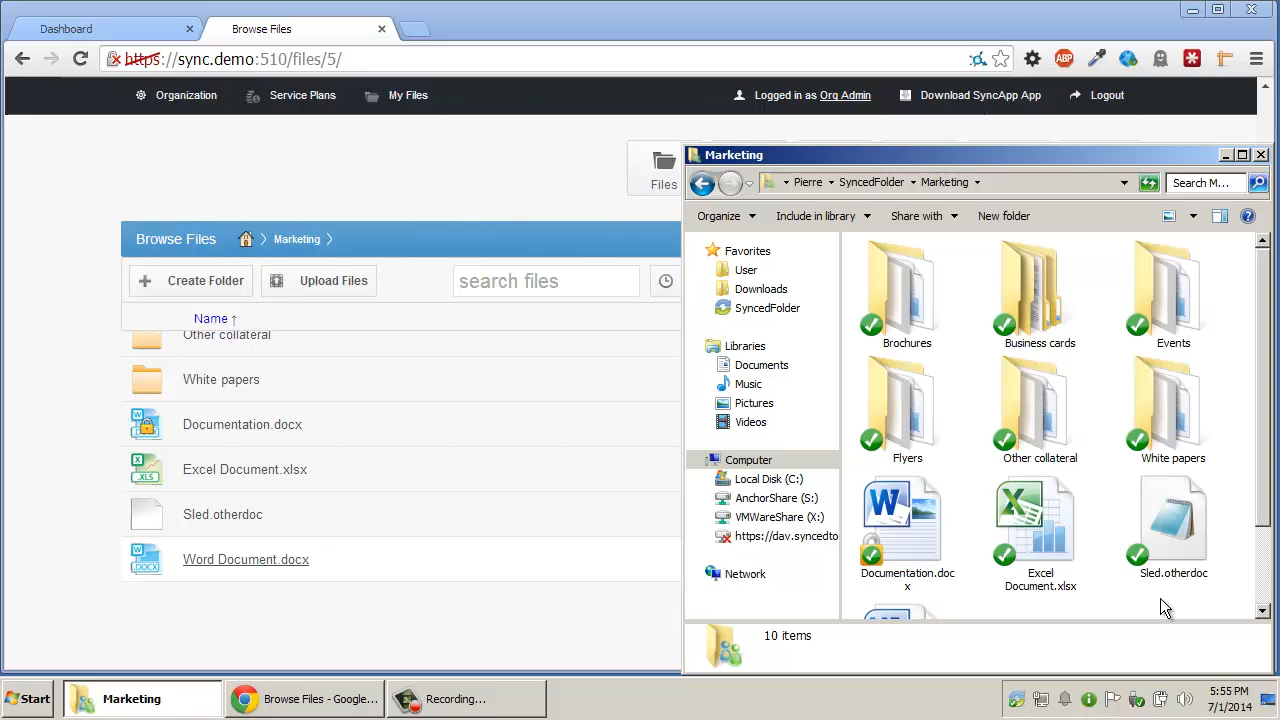 Dashboard
Browse Files
https://sync.demo:510/files/5/
ABP
Organization
Service Plans
My Files
Logged in as Org Admin
Download SyncApp App
Logout
Files
Browse Files
Marketing
Create Folder
Upload Files
search files
Name ↑
Other collateral
White papers
Documentation.docx
Excel Document.xlsx
Sled.otherdoc
Word Document.docx
Marketing
Pierre
SyncedFolder
Marketing
Search M...
Organize
Include in library
Share with
New folder
Favorites
User
Downloads
SyncedFolder
Libraries
Documents
Music
Pictures
Videos
Computer
Local Disk (C:)
AnchorShare (S:)
VMWareShare (X:)
https://dav.syncedto
Network
Brochures
Business cards
Events
Flyers
Other collateral
White papers
Documentation.doc
x
Excel
Document.xlsx
Sled.otherdoc
10 items
Start
Marketing
Browse Files - Google...
Recording...
5:55 PM
7/1/2014